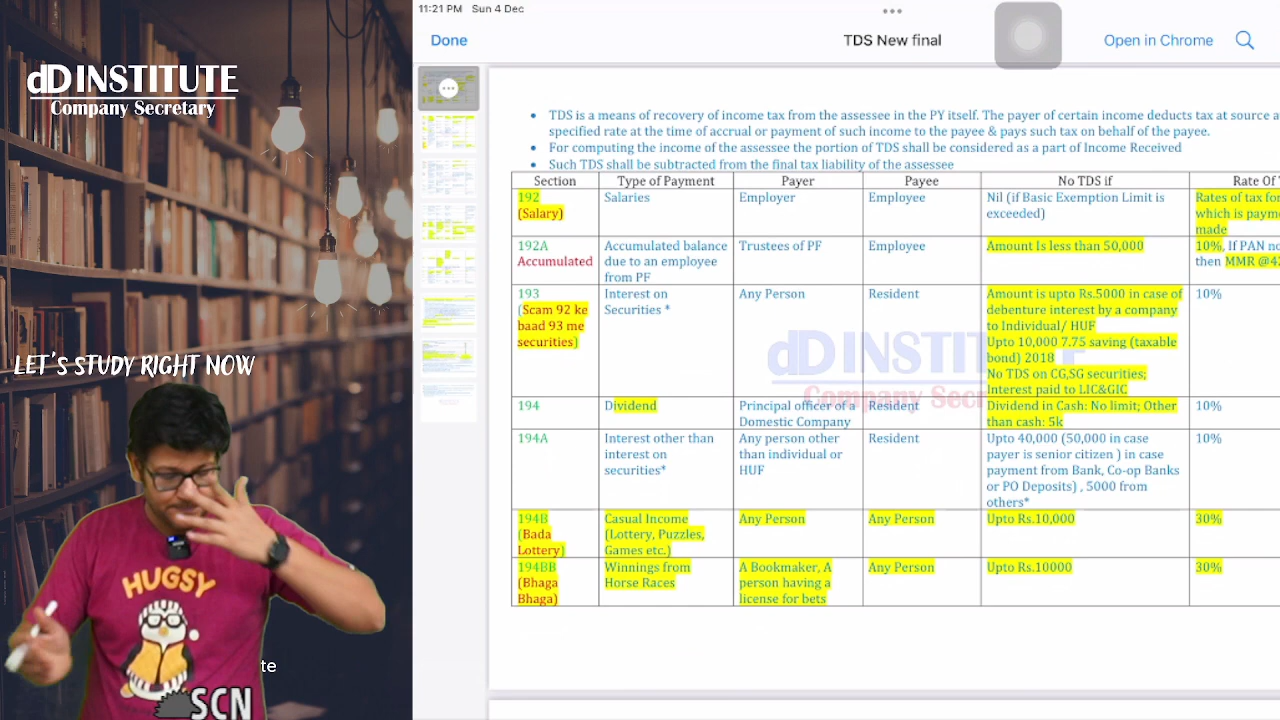 11:21 PM Sun 4 Dec
Done
TDS New final
Open in Chrome
dD INSTITUTE
Company Secretary
LET'S STUDY RIGHT NOW
HUGSY
te
SCN
TDS is a means of recovery of income tax from the assessee in the PY itself. The payer of certain income deducts tax at source a
specified rate at the time of accrual or payment of such income to the payee & pays such tax on behalf of the payee.
For computing the income of the assessee the portion of TDS shall be considered as a part of Income Received
Such TDS shall be subtracted from the final tax liability of the assessee
Section Type of Payment Payer Payee No TDS if Rate Of T
192 Salaries Employer Employee Nil (if Basic Exemption Limit is Rates of tax for
(Salary) exceeded) which is paym
made
192A Accumulated balance Trustees of PF Employee Amount Is less than 50,000 10%, If PAN no
Accumulated due to an employee then MMR @42
from PF
193 Interest on Any Person Resident Amount is upto Rs.5000 in case of 10%
(Scam 92 ke Securities * debenture interest by a company
baad 93 me to Individual/ HUF
securities) Upto 10,000 7.75 saving (taxable
bond) 2018
No TDS on CG,SG securities;
Interest paid to LIC&GIC
194 Dividend Principal officer of a Resident Dividend in Cash: No limit; Other 10%
Domestic Company than cash: 5k
194A Interest other than Any person other Resident Upto 40,000 (50,000 in case 10%
interest on than individual or payer is senior citizen ) in case
securities* HUF payment from Bank, Co-op Banks
or PO Deposits) , 5000 from
others*
194B Casual Income Any Person Any Person Upto Rs.10,000 30%
(Bada (Lottery, Puzzles,
Lottery) Games etc.)
194BB Winnings from A Bookmaker, A Any Person Upto Rs.10000 30%
(Bhaga Horse Races person having a
Bhaga) license for bets
dD INSTIT E
Company Secr